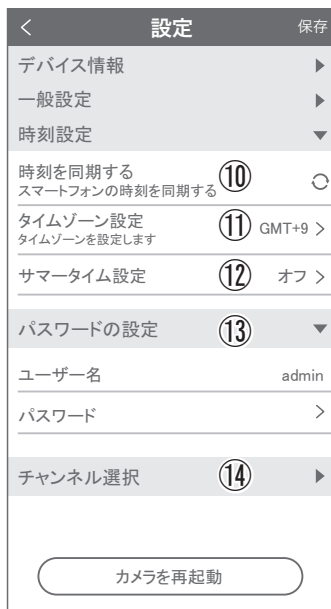 < 設定 保存
デバイス情報 ▶
一般設定 ▶
時刻設定 ▼
時刻を同期する ⑩
スマートフォンの時刻を同期する
タイムゾーン設定 ⑪ GMT+9 >
タイムゾーンを設定します
サマータイム設定 ⑫ オフ >
パスワードの設定 ⑬ ▼
ユーザー名 admin
パスワード >
チャンネル選択 ⑭ ▶
カメラを再起動